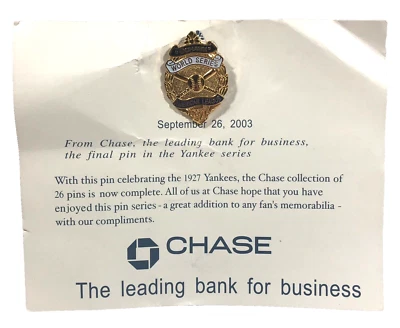 WORLD SERIES
September 26, 2003
From Chase, the leading bank for business,
the final pin in the Yankee series
With this pin celebrating the 1927 Yankees, the Chase collection of
26 pins is now complete. All of us at Chase hope that you have
enjoyed this pin series - a great addition to any fan's memorabilia -
with our compliments.
CHASE
The leading bank for business